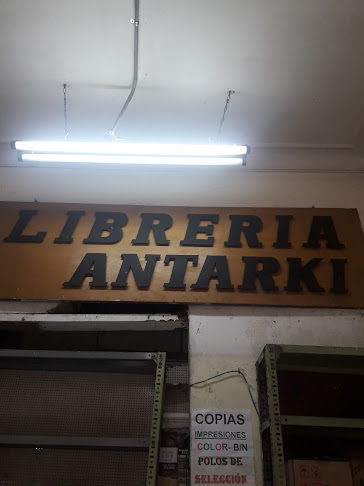 LIBRERIA
ANTARKI
COPIAS
IMPRESIONES
COLOR- B/N
POLOS DE
SELECCIÓN